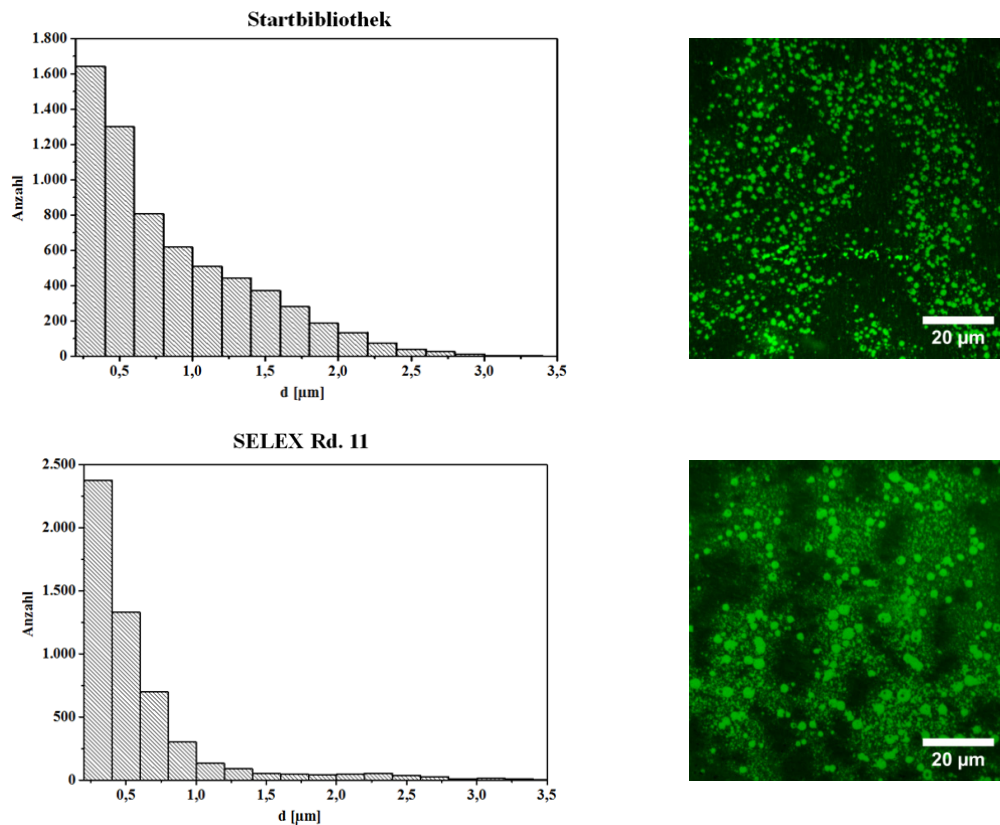 Startbibliothek
Anzahl
1.800
1.600
1.400
1.200
1.000
800
600
400
200
0
0,5 1,0 1,5 2,0 2,5 3,0 3,5
d [µm]
20 µm
SELEX Rd. 11
Anzahl
2.500
2.000
1.500
1.000
500
0
0,5 1,0 1,5 2,0 2,5 3,0 3,5
d [µm]
20 µm